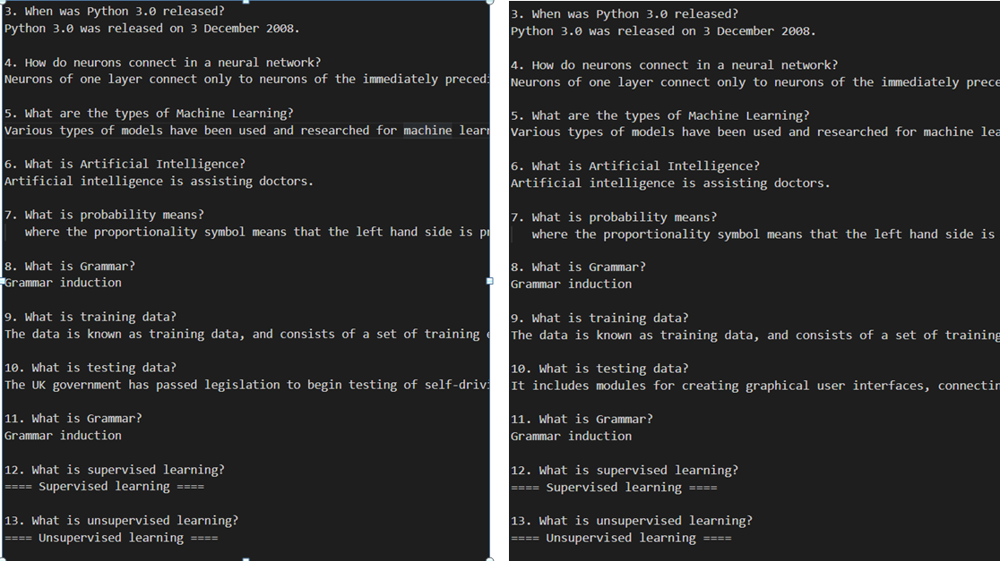 3. When was Python 3.0 released?
Python 3.0 was released on 3 December 2008.
4. How do neurons connect in a neural network?
Neurons of one layer connect only to neurons of the immediately preced
5. What are the types of Machine Learning?
Various types of models have been used and researched for machine lear
6. What is Artificial Intelligence?
Artificial intelligence is assisting doctors.
7. What is probability means?
where the proportionality symbol means that the left hand side is p
8. What is Grammar?
Grammar induction
9. What is training data?
The data is known as training data, and consists of a set of training
10. What is testing data?
The UK government has passed legislation to begin testing of self-driv
11. What is Grammar?
Grammar induction
12. What is supervised learning?
==== Supervised learning ====
13. What is unsupervised learning?
==== Unsupervised learning ====
3. When was Python 3.0 released?
Python 3.0 was released on 3 December 2008.
4. How do neurons connect in a neural network?
Neurons of one layer connect only to neurons of the immediately prece
5. What are the types of Machine Learning?
Various types of models have been used and researched for machine lea
6. What is Artificial Intelligence?
Artificial intelligence is assisting doctors.
7. What is probability means?
where the proportionality symbol means that the left hand side is
8. What is Grammar?
Grammar induction
9. What is training data?
The data is known as training data, and consists of a set of training
10. What is testing data?
It includes modules for creating graphical user interfaces, connectin
11. What is Grammar?
Grammar induction
12. What is supervised learning?
==== Supervised learning ====
13. What is unsupervised learning?
==== Unsupervised learning ====